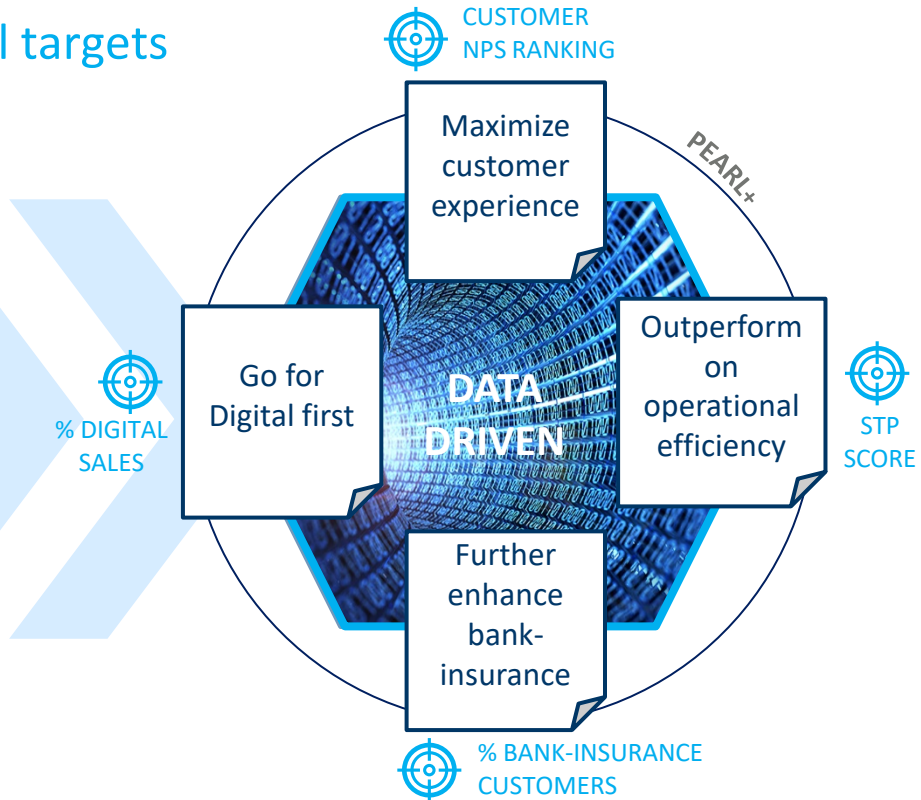 l targets
CUSTOMER
NPS RANKING
Maximize
customer
experience
PEARL+
Go for
Digital first
% DIGITAL
SALES
DATA
DRIVEN
Outperform
on
operational
efficiency
STP
SCORE
Further
enhance
bank-
insurance
% BANK-INSURANCE
CUSTOMERS